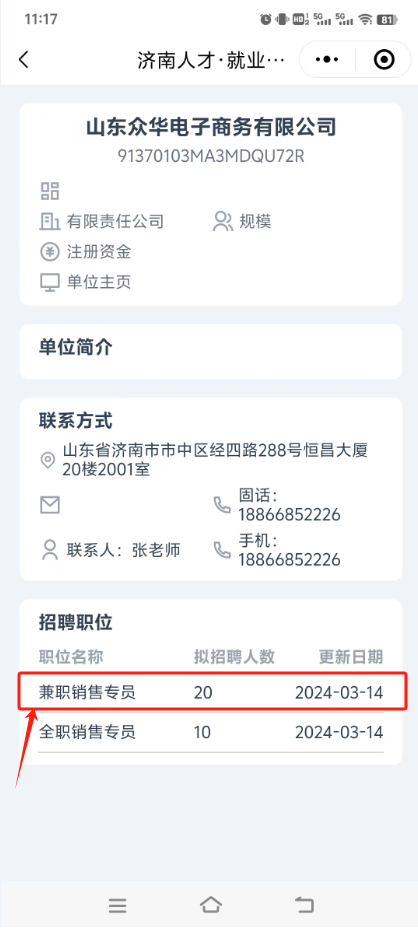 11:17
HD 2 5G 5G 81
济南人才·就业···
山东众华电子商务有限公司
91370103MA3MDQU72R
有限责任公司 规模
注册资金
单位主页
单位简介
联系方式
山东省济南市市中区经四路288号恒昌大厦
20楼2001室
固话：
18866852226
联系人：张老师
手机：
18866852226
招聘职位
职位名称 拟招聘人数 更新日期
兼职销售专员 20 2024-03-14
全职销售专员 10 2024-03-14